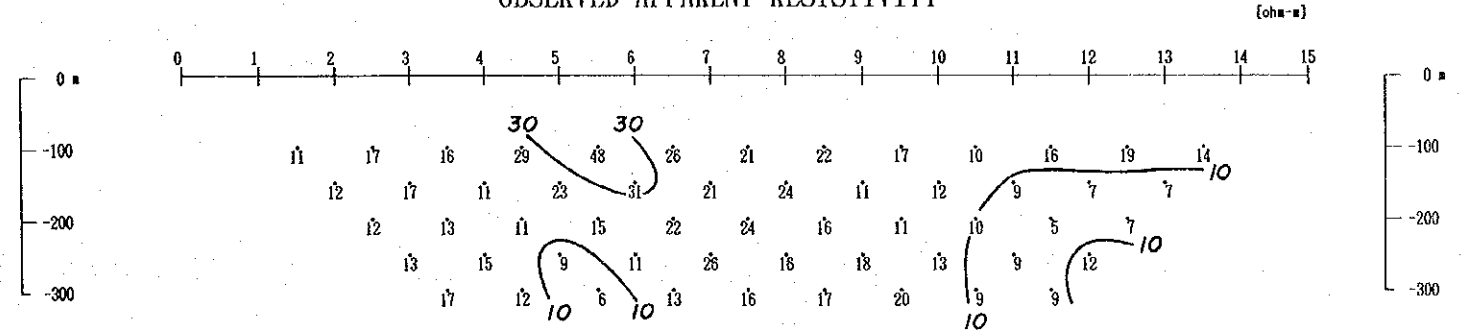 OBSERVED APPARENT RESISTIVITY
[ohm-m]
0 1 2 3 4 5 6 7 8 9 10 11 12 13 14 15
0 m 0 m
30 30
-100 11 17 16 29 48 26 21 22 17 10 16 19 14 -100
10
12 17 11 23 31 21 24 11 12 9 7 7
-200 12 13 11 15 22 24 16 11 10 5 7 -200
10
13 15 9 11 26 18 18 13 9 12
-300 17 12 6 13 16 17 20 9 9 -300
10 10 10